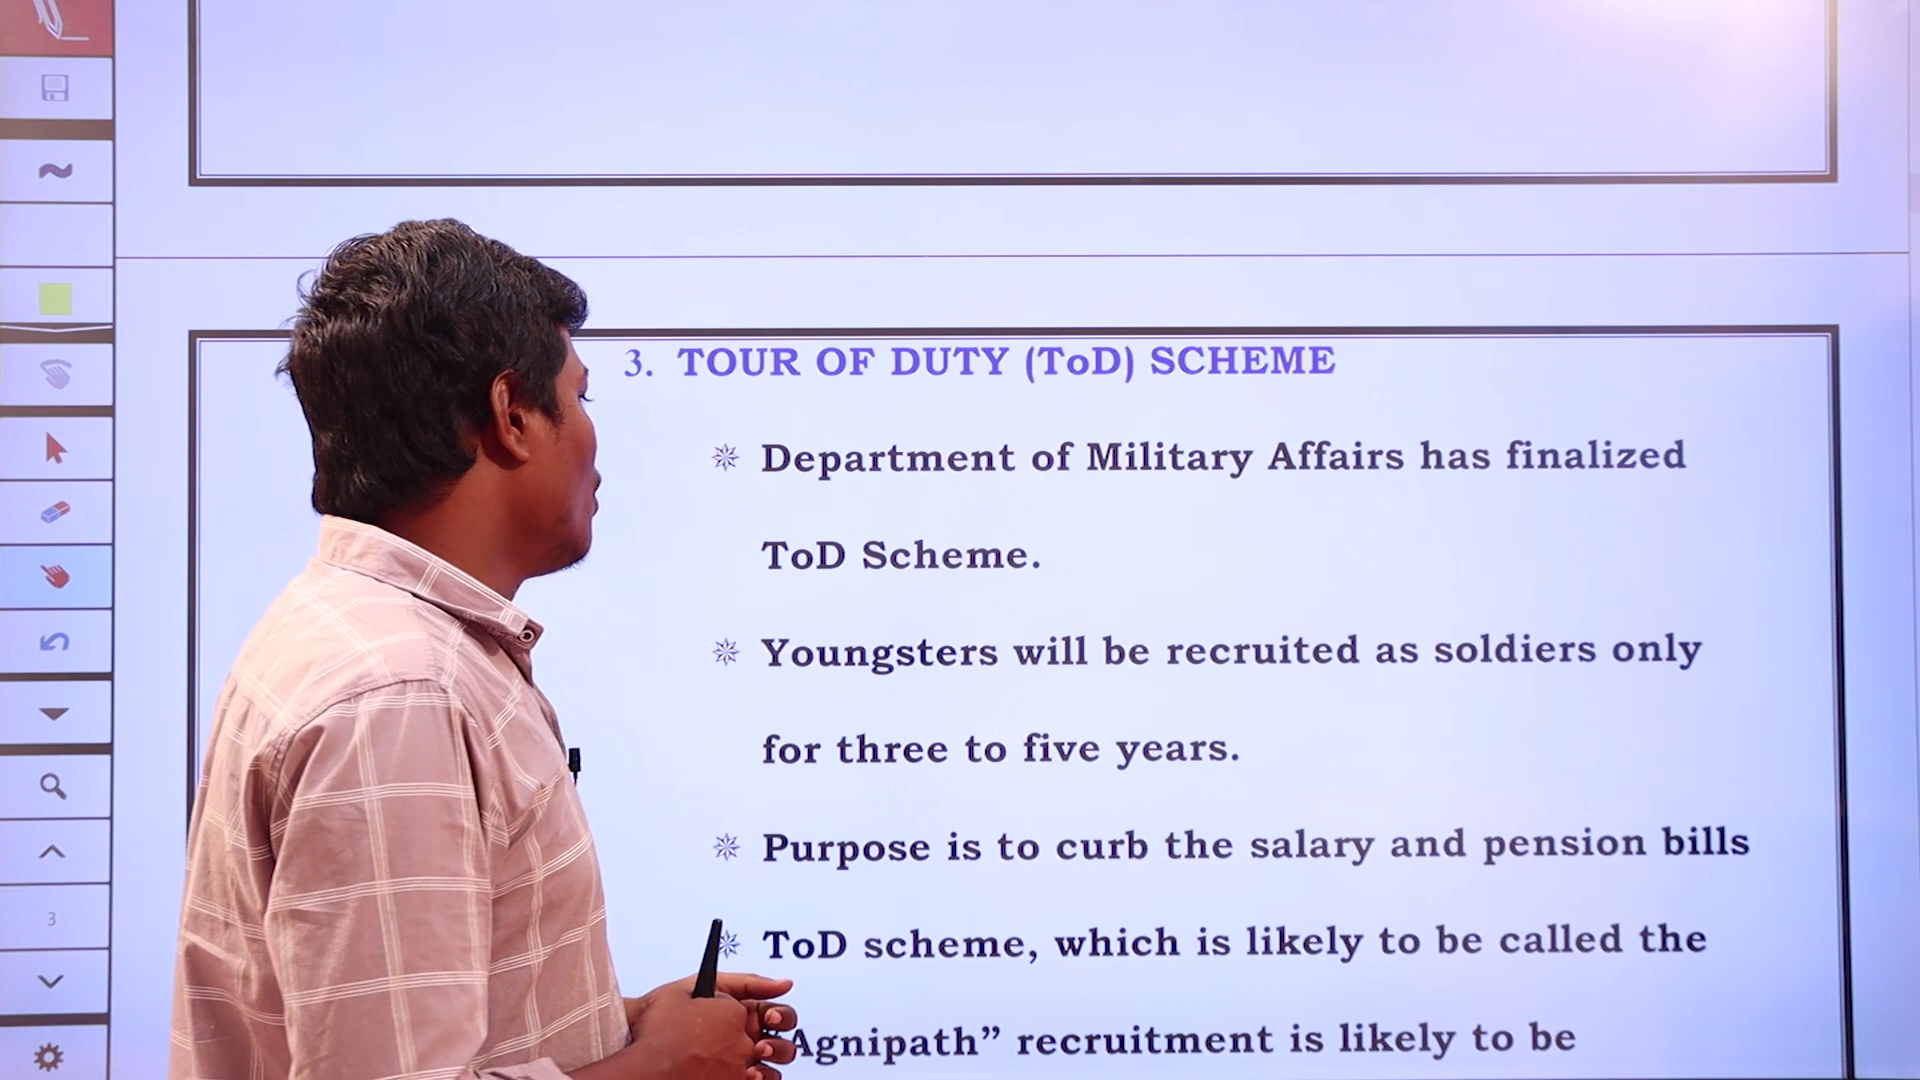 3. TOUR OF DUTY (ToD) SCHEME
Department of Military Affairs has finalized
ToD Scheme.
Youngsters will be recruited as soldiers only
for three to five years.
Purpose is to curb the salary and pension bills
ToD scheme, which is likely to be called the
“Agnipath” recruitment is likely to be
3